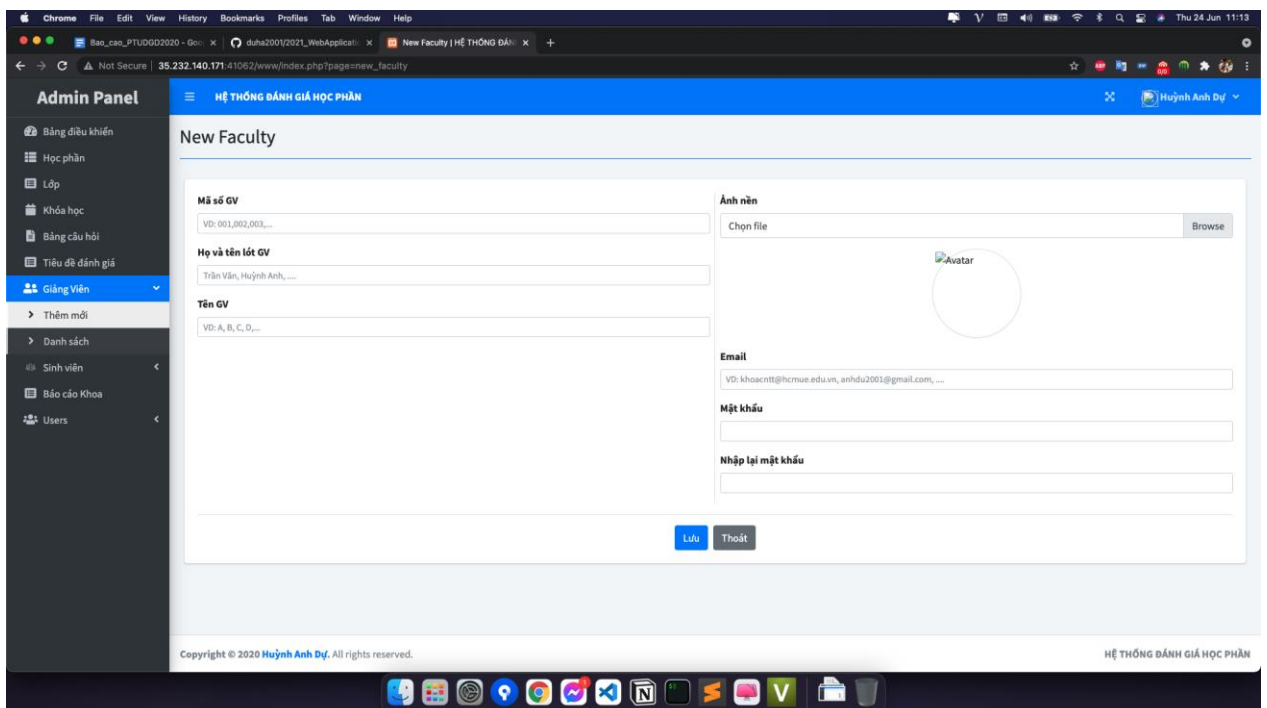 Chrome File Edit View History Bookmarks Profiles Tab Window Help
Thu 24 Jun 11:13
Bao_cao_PTUDGD2020 - Goo
duha2001/2021_WebApplicati
New Faculty | HỆ THỐNG ĐÁN
Not Secure | 35.232.140.171:41062/www/index.php?page=new_faculty
Admin Panel
HỆ THỐNG ĐÁNH GIÁ HỌC PHẦN
Huỳnh Anh Dự
Bảng điều khiển
Học phần
Lớp
Khóa học
Bảng câu hỏi
Tiêu đề đánh giá
Giảng Viên
Thêm mới
Danh sách
Sinh viên
Báo cáo Khoa
Users
New Faculty
Mã số GV
VD: 001,002,003,...
Họ và tên lót GV
Trần Văn, Huỳnh Anh, ....
Tên GV
VD: A, B, C, D,...
Ảnh nền
Chọn file
Browse
Avatar
Email
VD: khoacntt@hcmue.edu.vn, anhdu2001@gmail.com, ....
Mật khẩu
Nhập lại mật khẩu
Lưu
Thoát
Copyright © 2020 Huỳnh Anh Dự. All rights reserved.
HỆ THỐNG ĐÁNH GIÁ HỌC PHẦN